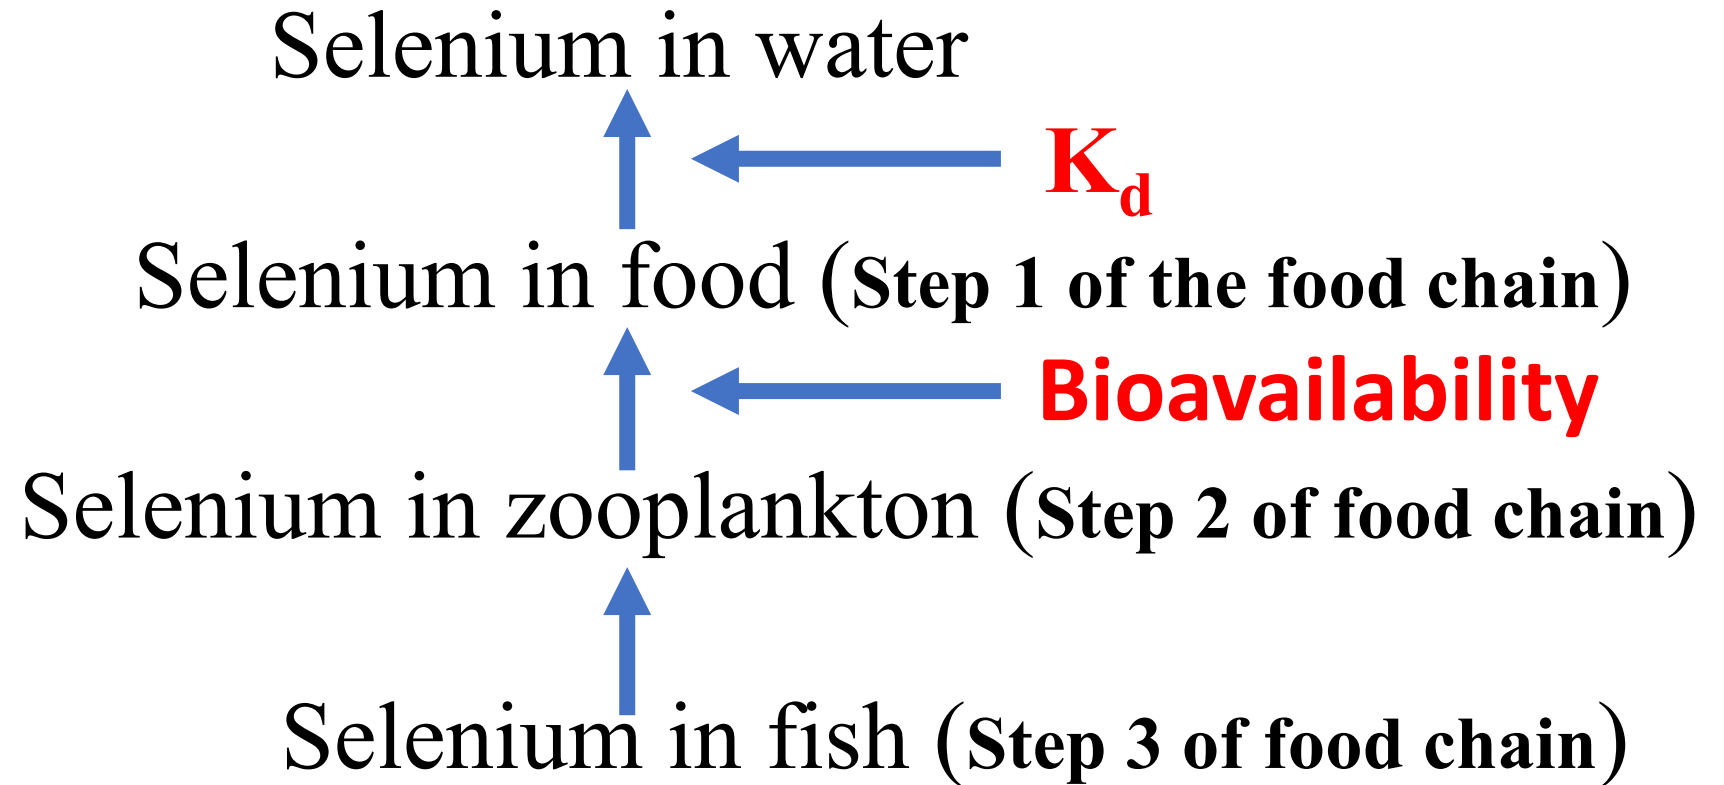 Selenium in water
K_d
Selenium in food (Step 1 of the food chain)
Bioavailability
Selenium in zooplankton (Step 2 of food chain)
Selenium in fish (Step 3 of food chain)